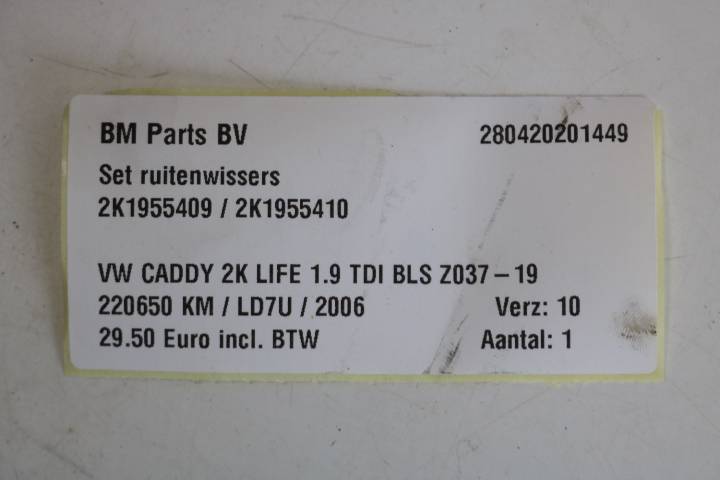 BM Parts BV 280420201449
Set ruitenwissers
2K1955409 / 2K1955410
VW CADDY 2K LIFE 1.9 TDI BLS Z037 – 19
220650 KM / LD7U / 2006 Verz: 10
29.50 Euro incl. BTW Aantal: 1